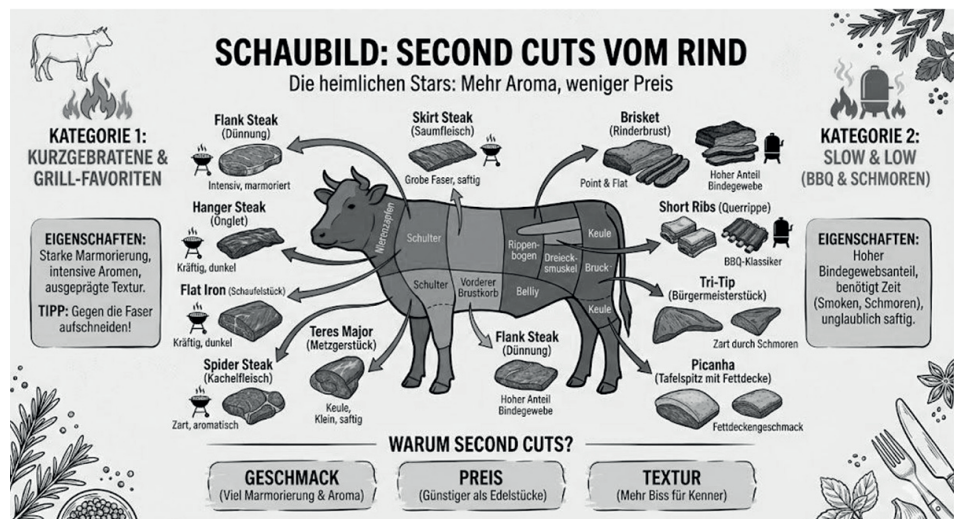 SCHAUBILD: SECOND CUTS VOM RIND
Die heimlichen Stars: Mehr Aroma, weniger Preis
KATEGORIE 1:
KURZGEBRATENE &
GRILL-FAVORITEN
EIGENSCHAFTEN:
Starke Marmorierung,
intensive Aromen,
ausgeprägte Textur.
TIPP: Gegen die Faser
aufschneiden!
Flank Steak
(Dünnung)
Intensiv, marmoriert
Hanger Steak
(Onglet)
Kräftig, dunkel
Flat Iron (Schaufelstück)
Kräftig, dunkel
Spider Steak
(Kachelfleisch)
Zart, aromatisch
Teres Major
(Metzgerstück)
Keule,
Klein, saftig
Skirt Steak
(Saumfleisch)
Grobe Faser, saftig
Nierenzapfen
Schulter
Schulter
Vorderer
Brustkorb
Rippen-
bogen
Dreieck-
smuskel
Belliy
Keule
Bruck-
Keule
Flank Steak
(Dünnung)
Hoher Anteil
Bindegewebe
Brisket
(Rinderbrust)
Point & Flat
Hoher Anteil
Bindegewebe
Short Ribs (Querrippe)
BBQ-Klassiker
Tri-Tip
(Bürgermeisterstück)
Zart durch Schmoren
Picanha
(Tafelspitz mit Fettdecke)
Fettdeckengeschmack
KATEGORIE 2:
SLOW & LOW
(BBQ & SCHMOREN)
EIGENSCHAFTEN:
Hoher
Bindegewebsanteil,
benötigt Zeit
(Smoken, Schmoren),
unglaublich saftig.
WARUM SECOND CUTS?
GESCHMACK
(Viel Marmorierung & Aroma)
PREIS
(Günstiger als Edelstücke)
TEXTUR
(Mehr Biss für Kenner)